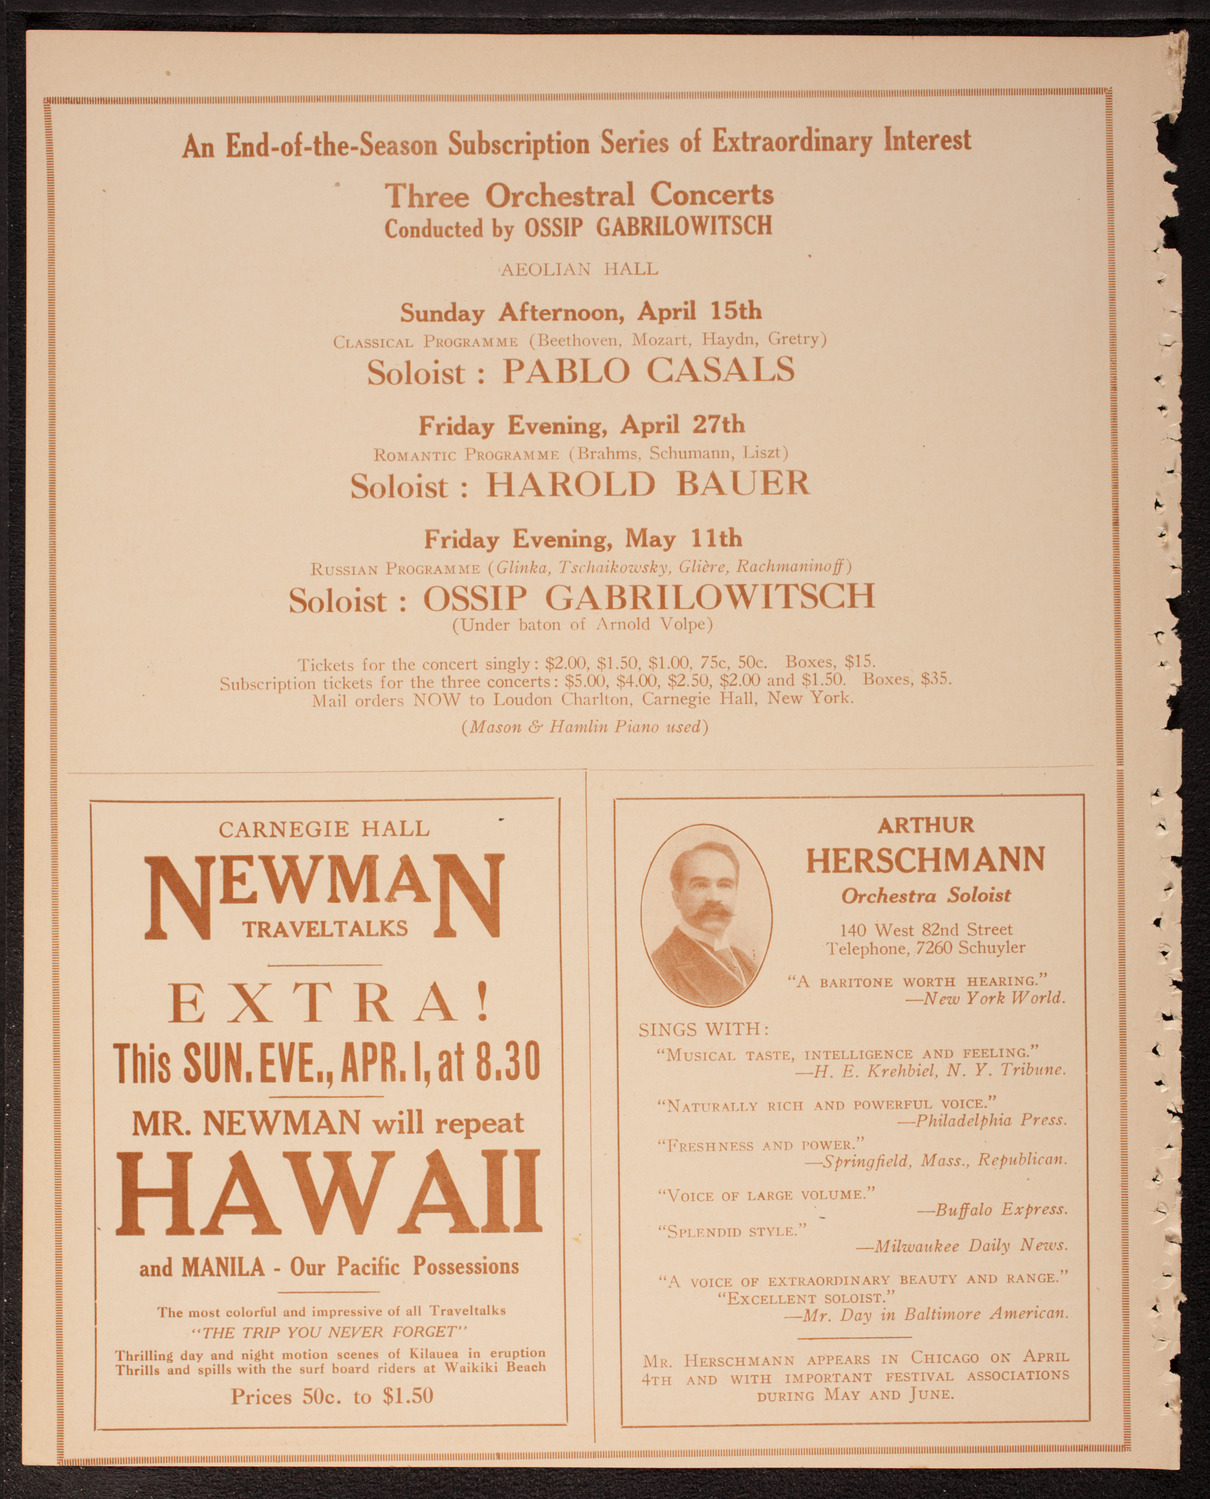 An End-of-the-Season Subscription Series of Extraordinary Interest
Three Orchestral Concerts
Conducted by OSSIP GABRILOWITSCH
AEOLIAN HALL
Sunday Afternoon, April 15th
CLASSICAL PROGRAMME (Beethoven, Mozart, Haydn, Gretry)
Soloist : PABLO CASALS
Friday Evening, April 27th
ROMANTIC PROGRAMME (Brahms, Schumann, Liszt)
Soloist : HAROLD BAUER
Friday Evening, May 11th
RUSSIAN PROGRAMME (Glinka, Tschaikowsky, Glière, Rachmaninoff)
Soloist : OSSIP GABRILOWITSCH
(Under baton of Arnold Volpe)
Tickets for the concert singly: $2.00, $1.50, $1.00, 75c, 50c. Boxes, $15.
Subscription tickets for the three concerts: $5.00, $4.00, $2.50, $2.00 and $1.50. Boxes, $35.
Mail orders NOW to Loudon Charlton, Carnegie Hall, New York.
(Mason & Hamlin Piano used)
CARNEGIE HALL
NEWMAN
TRAVELTALKS
EXTRA!
This SUN. EVE., APR. 1, at 8.30
MR. NEWMAN will repeat
HAWAII
and MANILA - Our Pacific Possessions
The most colorful and impressive of all Traveltalks
"THE TRIP YOU NEVER FORGET"
Thrilling day and night motion scenes of Kilauea in eruption
Thrills and spills with the surf board riders at Waikiki Beach
Prices 50c. to $1.50
ARTHUR
HERSCHMANN
Orchestra Soloist
140 West 82nd Street
Telephone, 7260 Schuyler
"A BARITONE WORTH HEARING."
—New York World.
SINGS WITH:
"MUSICAL TASTE, INTELLIGENCE AND FEELING."
—H. E. Krehbiel, N. Y. Tribune.
"NATURALLY RICH AND POWERFUL VOICE."
—Philadelphia Press.
"FRESHNESS AND POWER."
—Springfield, Mass., Republican.
"VOICE OF LARGE VOLUME."
—Buffalo Express.
"SPLENDID STYLE."
—Milwaukee Daily News.
"A VOICE OF EXTRAORDINARY BEAUTY AND RANGE."
"EXCELLENT SOLOIST."
—Mr. Day in Baltimore American.
MR. HERSCHMANN APPEARS IN CHICAGO ON APRIL
4TH AND WITH IMPORTANT FESTIVAL ASSOCIATIONS
DURING MAY AND JUNE.